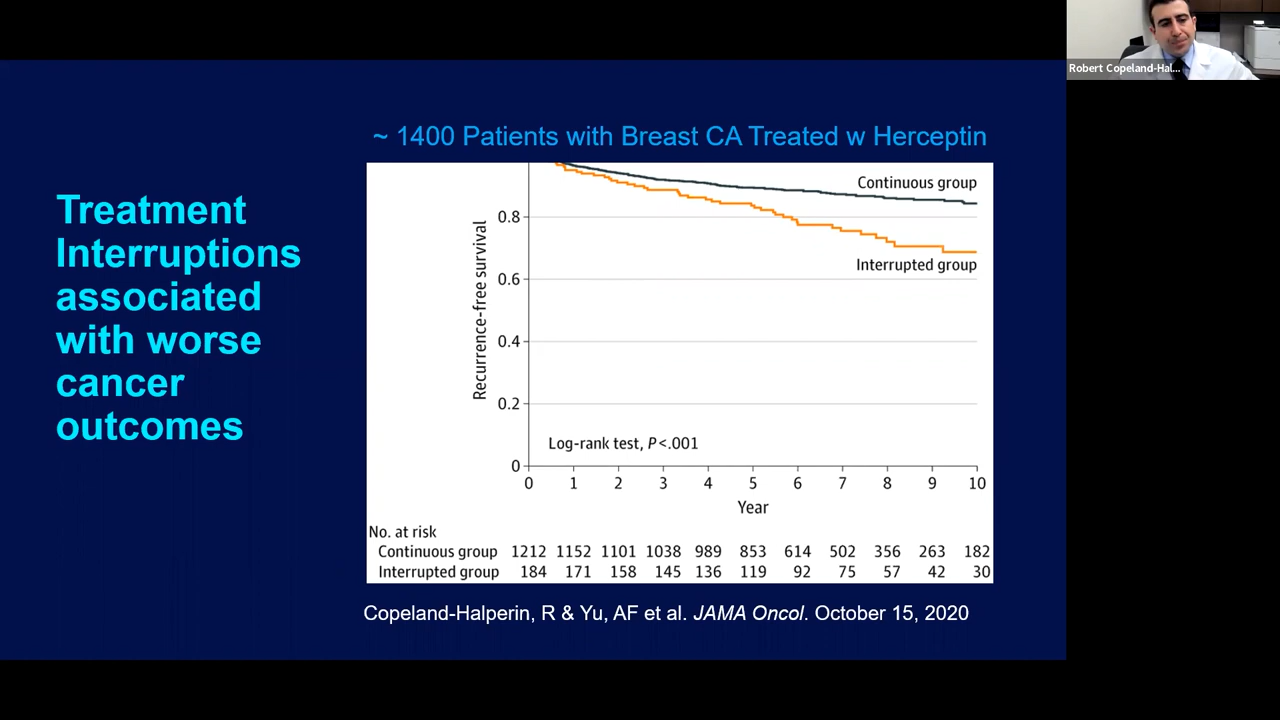 Robert Copeland-Hal...
~ 1400 Patients with Breast CA Treated w Herceptin
Treatment
Interruptions
associated
with worse
cancer
outcomes
Recurrence-free survival
0.8
0.6
0.4
0.2
0
Continuous group
Interrupted group
Log-rank test, P<.001
0 1 2 3 4 5 6 7 8 9 10
Year
No. at risk
Continuous group 1212 1152 1101 1038 989 853 614 502 356 263 182
Interrupted group 184 171 158 145 136 119 92 75 57 42 30
Copeland-Halperin, R & Yu, AF et al. JAMA Oncol. October 15, 2020